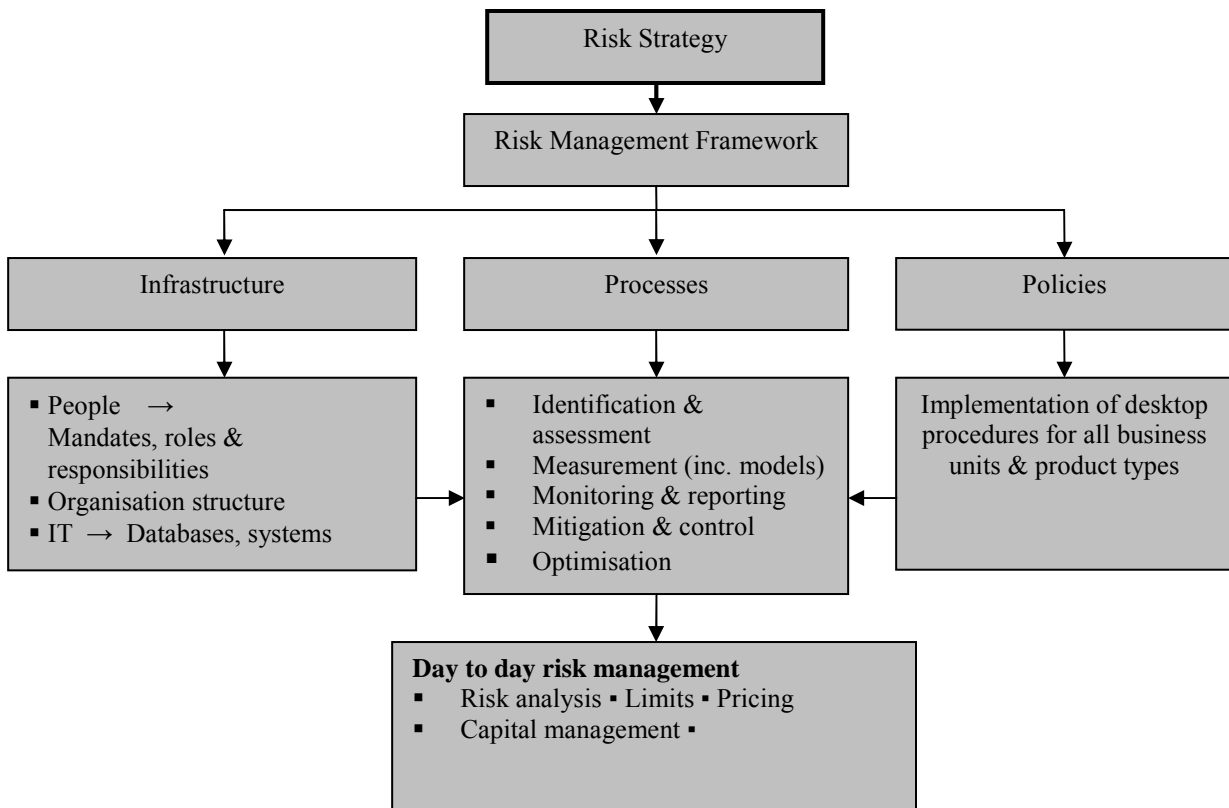 Risk Strategy
Risk Management Framework
Infrastructure
Processes
Policies
▪ People → 
Mandates, roles &
responsibilities
▪ Organisation structure
▪ IT → Databases, systems
▪ Identification &
assessment
▪ Measurement (inc. models)
▪ Monitoring & reporting
▪ Mitigation & control
▪ Optimisation
Implementation of desktop
procedures for all business
units & product types
Day to day risk management
▪ Risk analysis ▪ Limits ▪ Pricing
▪ Capital management ▪